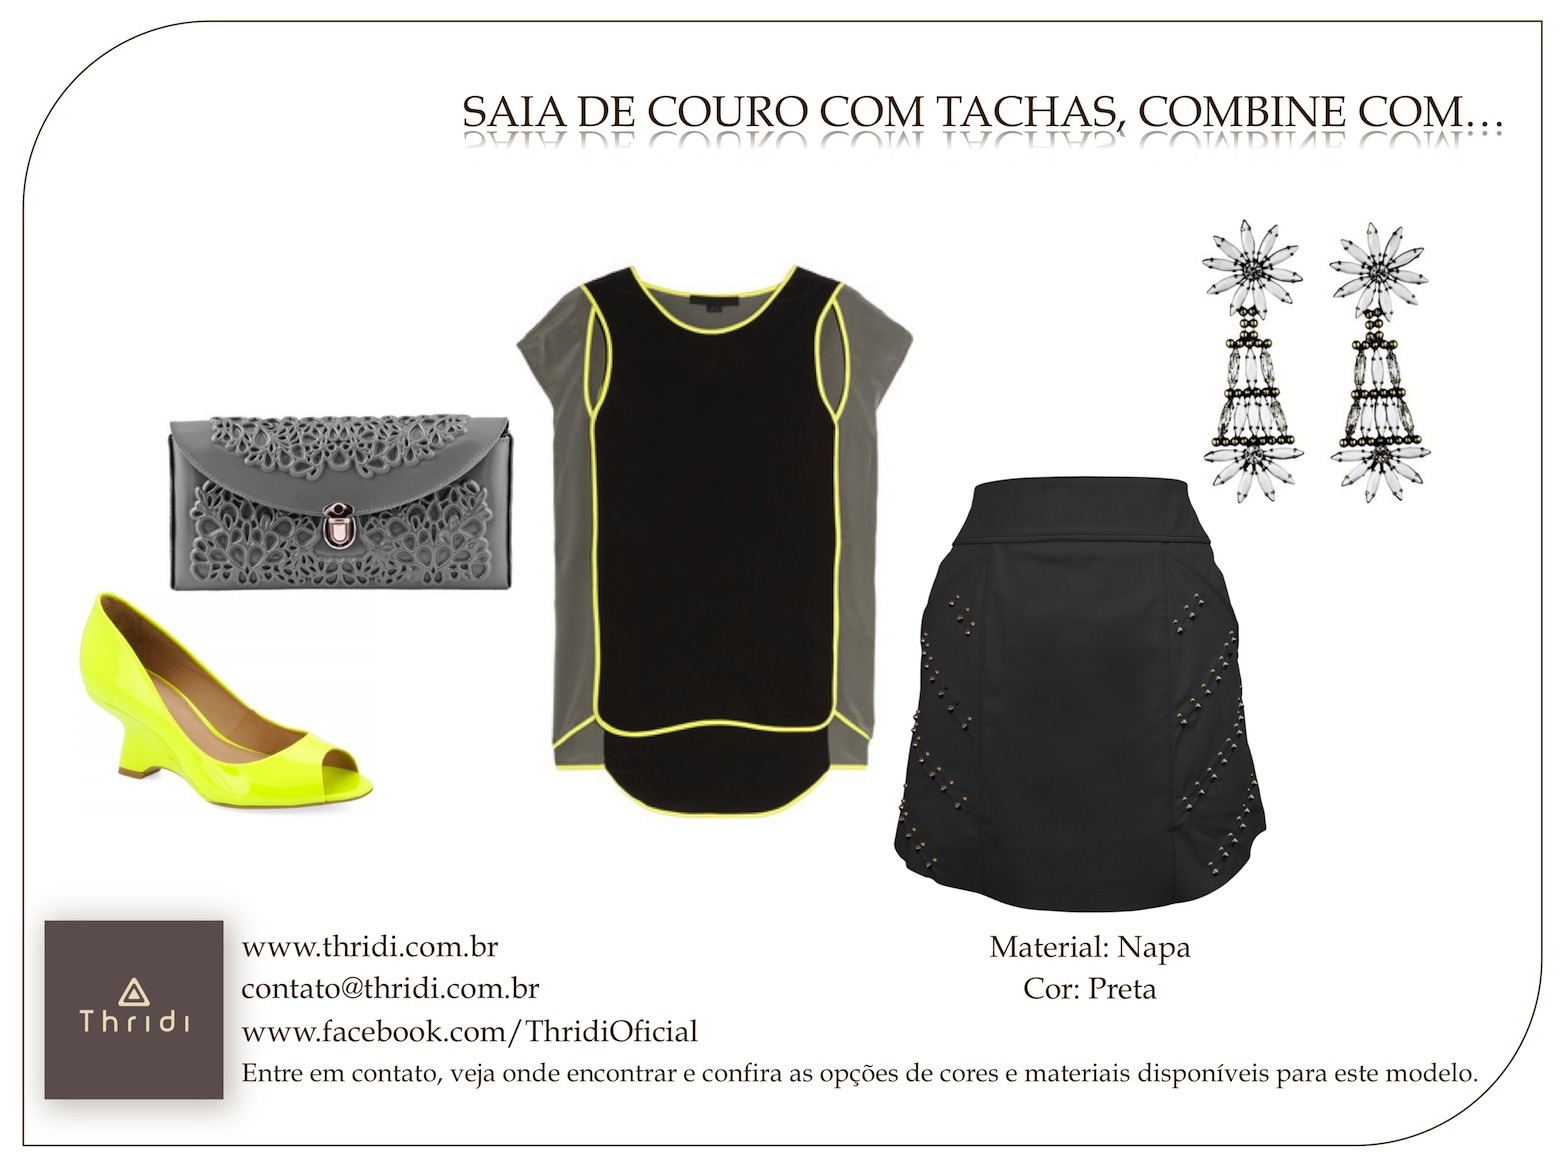 SAIA DE COURO COM TACHAS, COMBINE COM...
Thridi
www.thridi.com.br
contato@thridi.com.br
www.facebook.com/ThridiOficial
Entre em contato, veja onde encontrar e confira as opções de cores e materiais disponíveis para este modelo.
Material: Napa
Cor: Preta